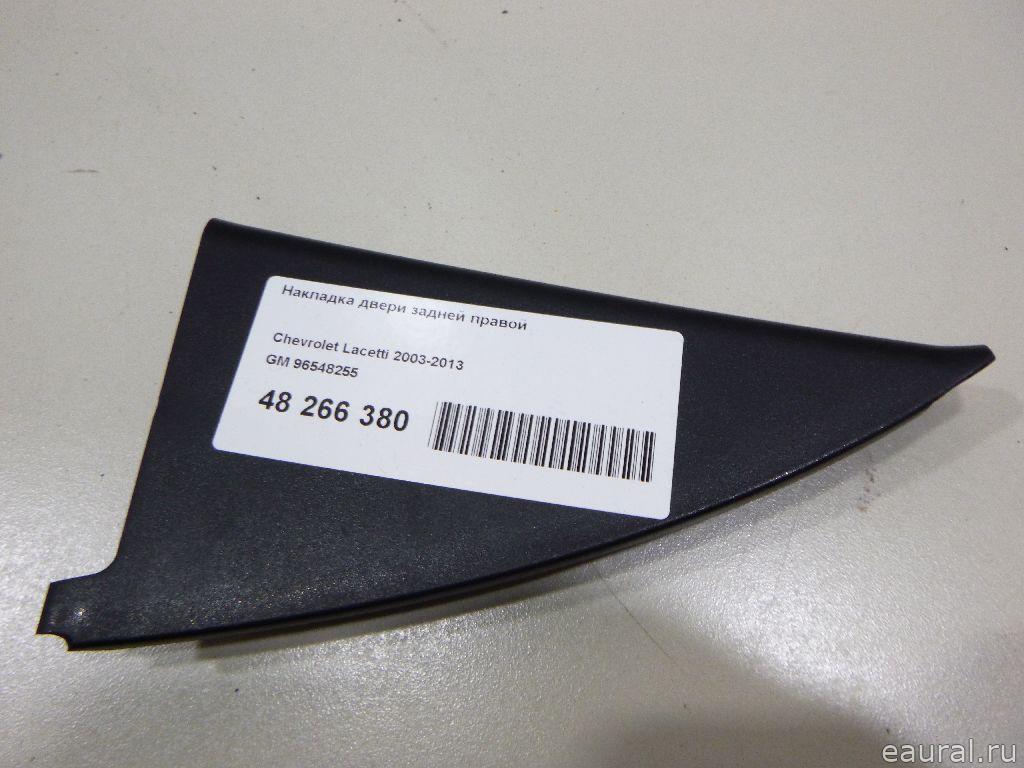 Накладка двери задней правой
Chevrolet Lacetti 2003-2013
GM 96548255
48 266 380
eaural.ru